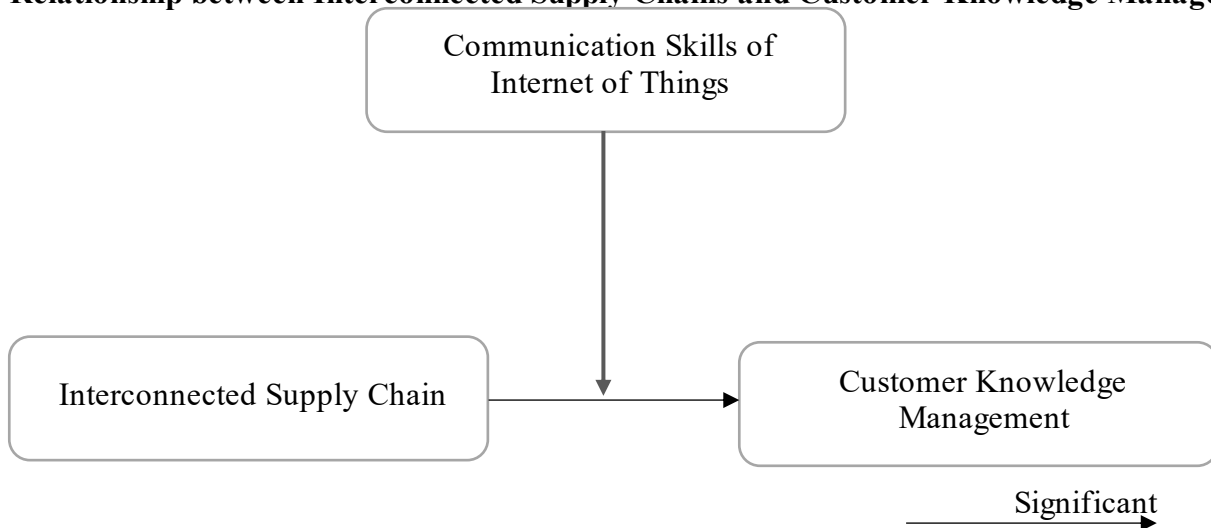 Relationship between Interconnected Supply Chains and Customer Knowledge
Communication Skills of
Internet of Things
Interconnected Supply Chain
Customer Knowledge
Management
Significant